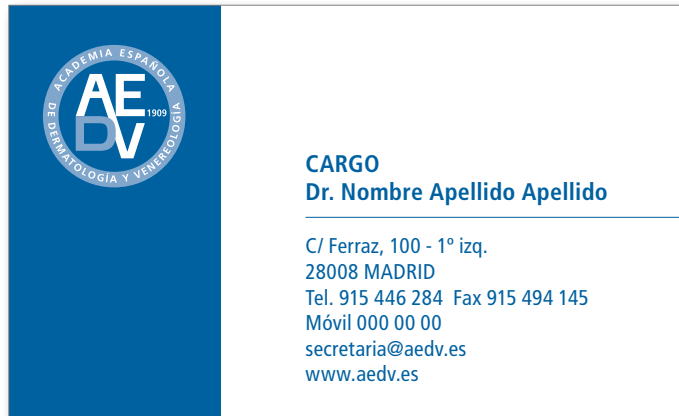 ACADEMIA ESPAÑOLA
DE DERMATOLOGÍA Y VENEREOLOGÍA
AE
DV
1909
CARGO
Dr. Nombre Apellido Apellido
C/ Ferraz, 100 - 1º izq.
28008 MADRID
Tel. 915 446 284  Fax 915 494 145
Móvil 000 00 00
secretaria@aedv.es
www.aedv.es